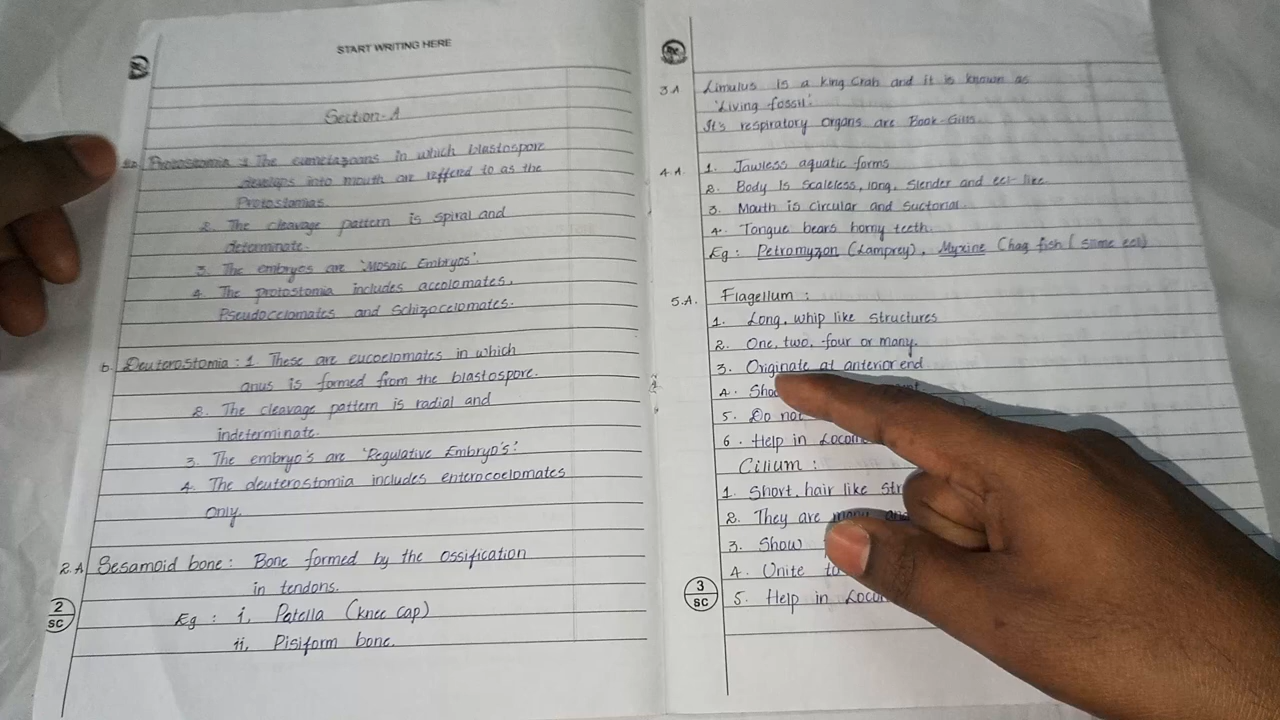 START WRITING HERE
Section-A
1a. Protostomia : The eumetazoans in which blastospore
develops into mouth are reffered to as the
Protostomias.
2. The cleavage pattern is spiral and
determinate.
3. The embryos are 'Mosaic Embryos'.
4. The protostomia includes acoelomates,
Pseudocelomates and Schizocelomates.
b. Deuterostomia : 1. These are eucoelomates in which
anus is formed from the blastospore.
2. The cleavage pattern is radial and
indeterminate.
3. The embryo's are 'Regulative Embryo's'.
4. The deuterostomia includes enterocoelomates
only.
2.A Sesamoid bone : Bone formed by the ossification
in tendons.
Eg : i, Patella (knee cap)
ii, Pisiform bone.
2
SC
3.A Limulus is a king Crab and it is known as
'Living fossil'.
It's respiratory organs are Book-Gills.
4.A. 1. Jawless aquatic forms
2. Body is scaleless, long, slender and eel-like.
3. Mouth is circular and suctorial.
4. Tongue bears horny teeth.
Eg : Petromyzon (Lamprey), Myxine (hag fish (
5.A. Flagellum :
1. Long, whip like structures
2. One, two, four or many.
3. Originate at anterior end
4.
5. Do not
6. Help in
Cilium :
1. Short, hair like
2. They are many
3. Show
4. Unite to
5. Help in
3
SC